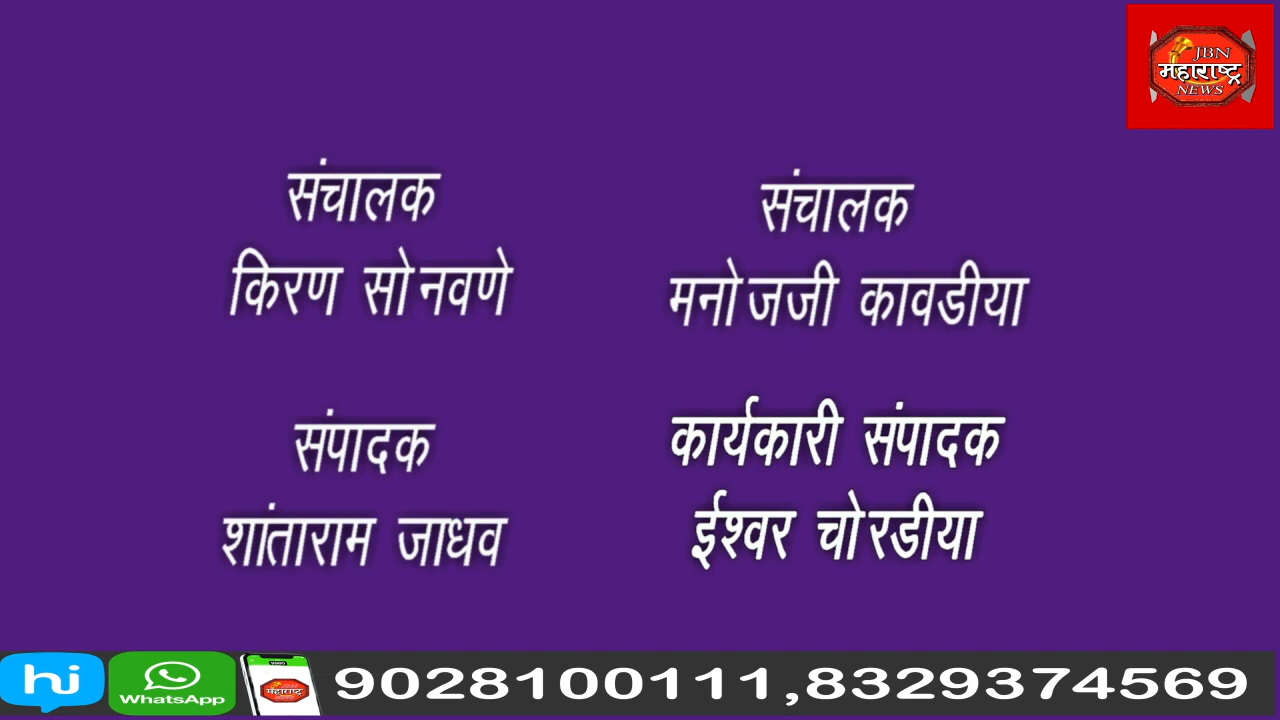 JBN
महाराष्ट्र
NEWS
संचालक
किरण सोनवणे
संचालक
मनोजजी कावडीया
संपादक
शांताराम जाधव
कार्यकारी संपादक
ईश्वर चोरडीया
hi
WhatsApp
महाराष्ट्र
9028100111,8329374569